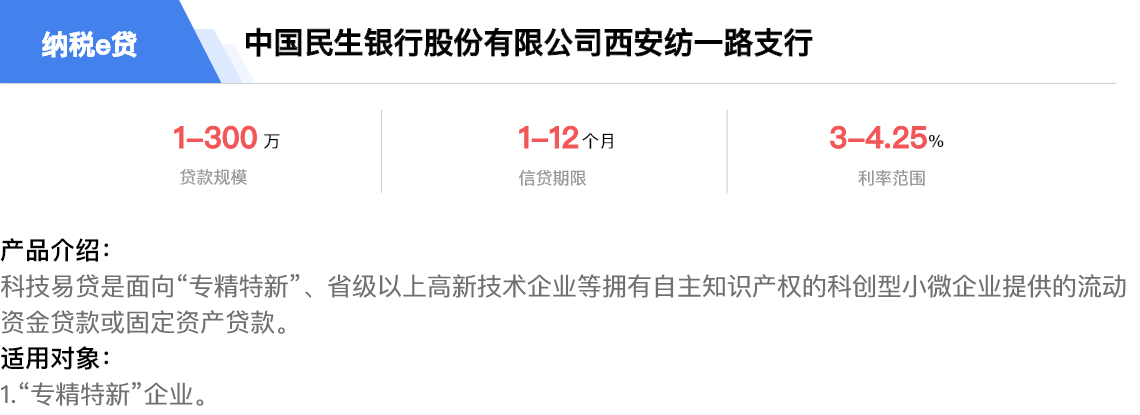 纳税e贷
中国民生银行股份有限公司西安纺一路支行
1-300 万
1-12 个月
3-4.25%
贷款规模
信贷期限
利率范围
产品介绍：
科技易贷是面向“专精特新”、省级以上高新技术企业等拥有自主知识产权的科创型小微企业提供的流动
资金贷款或固定资产贷款。
适用对象：
1.“专精特新”企业。